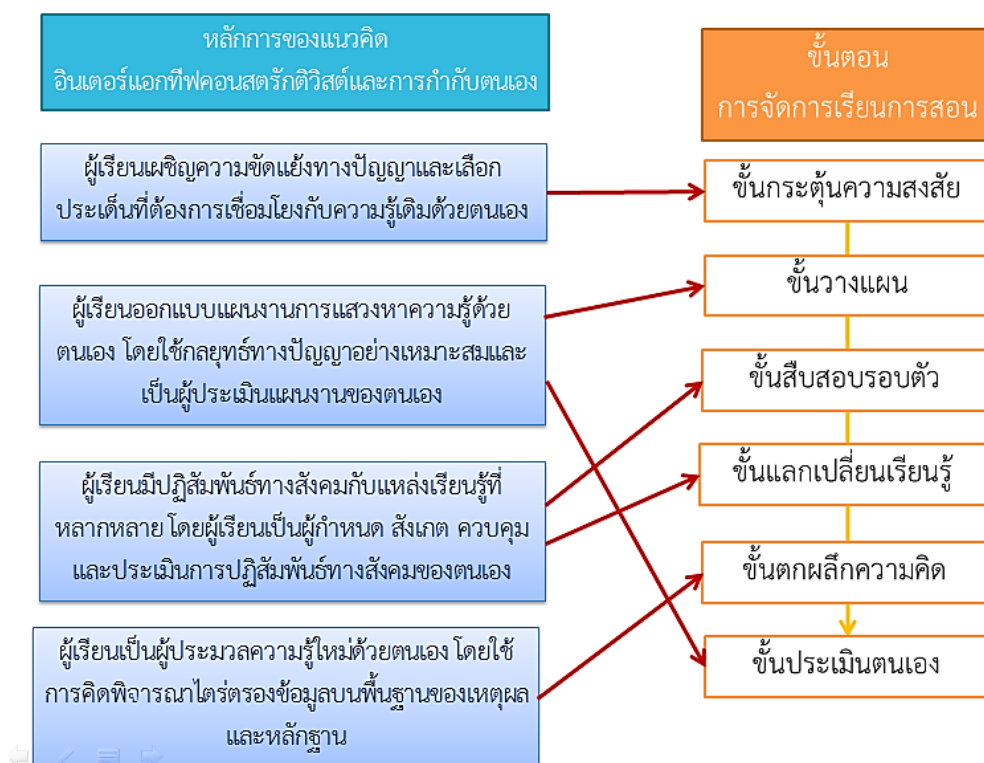 หลักการของแนวคิด
อินเตอร์แอกทีฟคอนสตรักติวิสต์และการกำกับตนเอง
ผู้เรียนเผชิญความขัดแย้งทางปัญญาและเลือก
ประเด็นที่ต้องการเชื่อมโยงกับความรู้เดิมด้วยตนเอง
ผู้เรียนออกแบบแผนงานการแสวงหาความรู้ด้วย
ตนเอง โดยใช้กลยุทธ์ทางปัญญาอย่างเหมาะสมและ
เป็นผู้ประเมินแผนงานของตนเอง
ผู้เรียนมีปฏิสัมพันธ์ทางสังคมกับแหล่งเรียนรู้ที่
หลากหลาย โดยผู้เรียนเป็นผู้กำหนด สังเกต ควบคุม
และประเมินการปฏิสัมพันธ์ทางสังคมของตนเอง
ผู้เรียนเป็นผู้ประมวลความรู้ใหม่ด้วยตนเอง โดยใช้
การคิดพิจารณาไตร่ตรองข้อมูลบนพื้นฐานของเหตุผล
และหลักฐาน
ขั้นตอน
การจัดการเรียนการสอน
ขั้นกระตุ้นความสงสัย
ขั้นวางแผน
ขั้นสืบสอบรอบตัว
ขั้นแลกเปลี่ยนเรียนรู้
ขั้นตกผลึกความคิด
ขั้นประเมินตนเอง